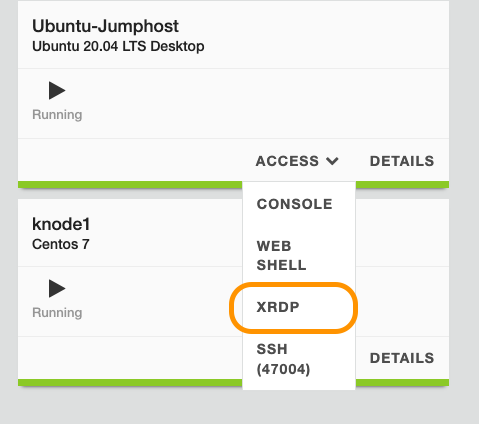 Ubuntu-Jumphost
Ubuntu 20.04 LTS Desktop
Running
ACCESS DETAILS
CONSOLE
WEB
SHELL
XRDP
SSH
(47004)
knode1
Centos 7
Running
DETAILS